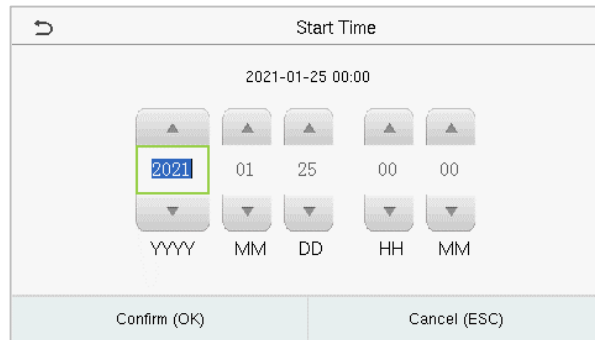 Start Time
2021-01-25 00:00
2021 01 25 00 00
YYYY MM DD HH MM
Confirm (OK) Cancel (ESC)